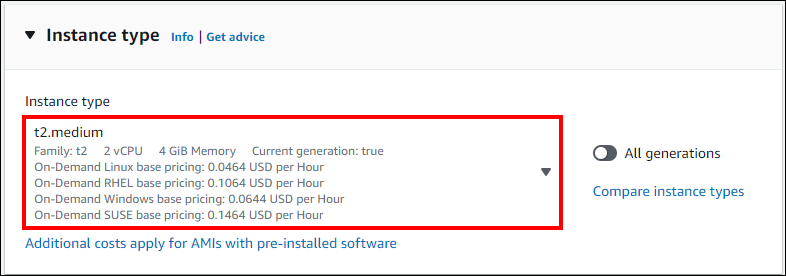 Instance type Info | Get advice
Instance type
t2.medium
Family: t2 2 vCPU 4 GiB Memory Current generation: true
On-Demand Linux base pricing: 0.0464 USD per Hour
On-Demand RHEL base pricing: 0.1064 USD per Hour
On-Demand Windows base pricing: 0.0644 USD per Hour
On-Demand SUSE base pricing: 0.1464 USD per Hour
All generations
Compare instance types
Additional costs apply for AMIs with pre-installed software